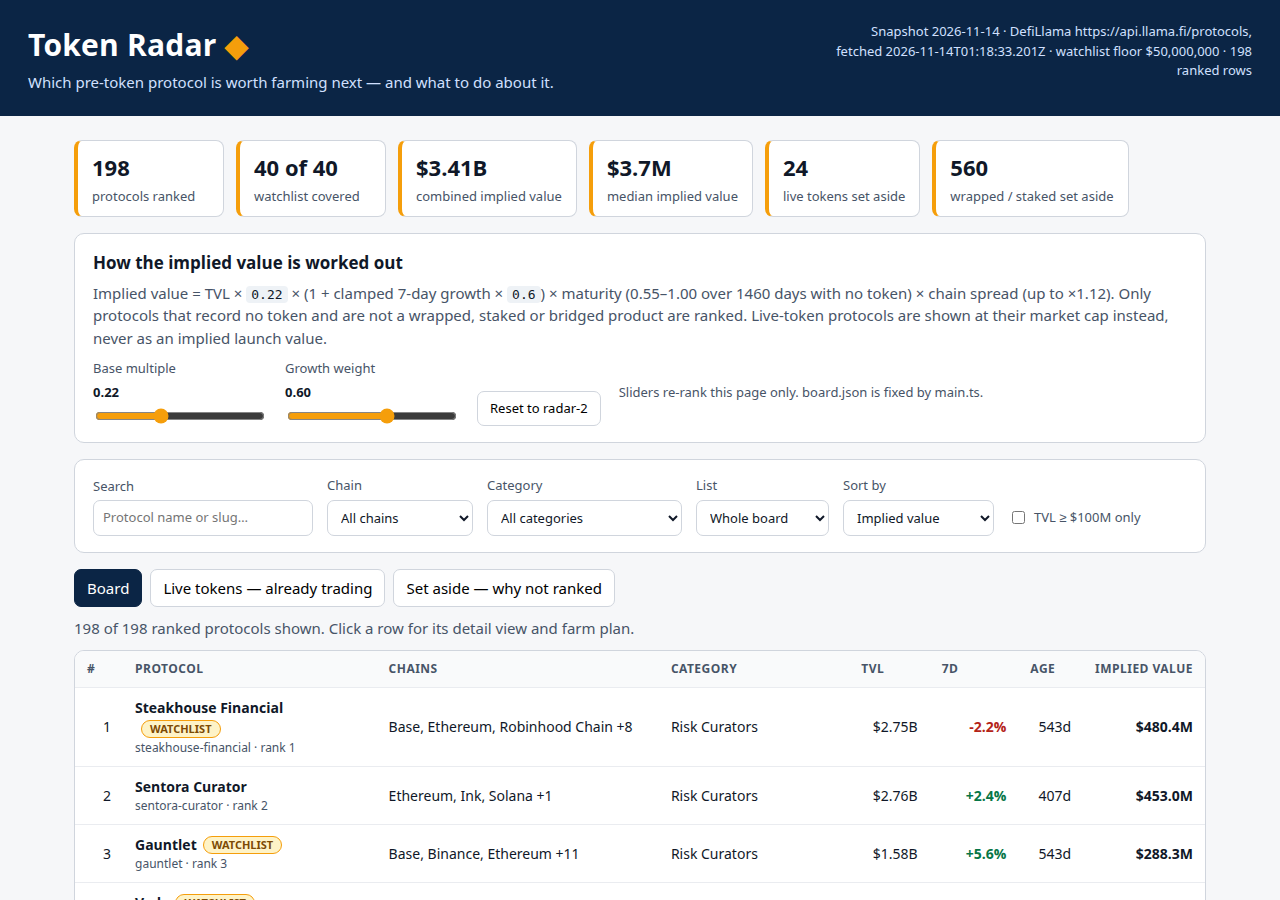 Token Radar
Which pre-token protocol is worth farming next — and what to do about it.
Snapshot 2026-11-14 · DefiLlama https://api.llama.fi/protocols,
fetched 2026-11-14T01:18:33.201Z · watchlist floor $50,000,000 · 198
ranked rows
198
protocols ranked
40 of 40
watchlist covered
$3.41B
combined implied value
$3.7M
median implied value
24
live tokens set aside
560
wrapped / staked set aside
How the implied value is worked out
Implied value = TVL × 0.22 × (1 + clamped 7-day growth × 0.6) × maturity (0.55–1.00 over 1460 days with no token) × chain spread (up to ×1.12). Only
protocols that record no token and are not a wrapped, staked or bridged product are ranked. Live-token protocols are shown at their market cap instead,
never as an implied launch value.
Base multiple
0.22
Growth weight
0.60
Reset to radar-2
Sliders re-rank this page only. board.json is fixed by main.ts.
Search
Protocol name or slug...
Chain
All chains
Category
All categories
List
Whole board
Sort by
Implied value
TVL ≥ $100M only
Board
Live tokens — already trading
Set aside — why not ranked
198 of 198 ranked protocols shown. Click a row for its detail view and farm plan.
# PROTOCOL CHAINS CATEGORY TVL 7D AGE IMPLIED VALUE
1 Steakhouse Financial WATCHLIST
steakhouse-financial · rank 1
Base, Ethereum, Robinhood Chain +8 Risk Curators $2.75B -2.2% 543d $480.4M
2 Sentora Curator
sentora-curator · rank 2
Ethereum, Ink, Solana +1 Risk Curators $2.76B +2.4% 407d $453.0M
3 Gauntlet WATCHLIST
gauntlet · rank 3
Base, Binance, Ethereum +11 Risk Curators $1.58B +5.6% 543d $288.3M